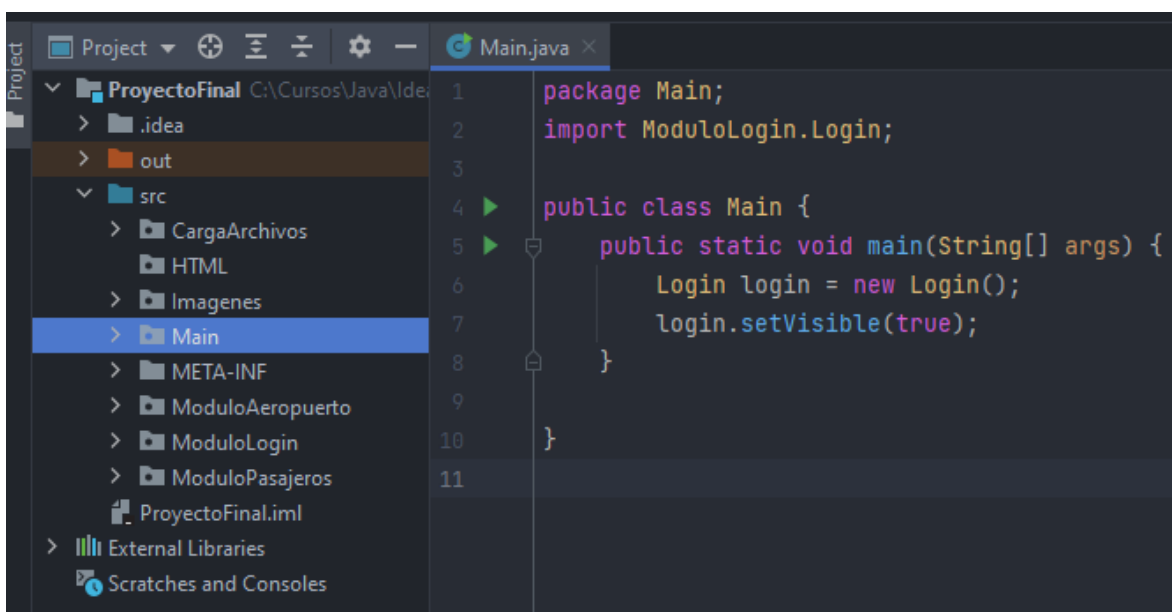 Project
Project
Main.java
ProyectoFinal C:\Cursos\Java\Ide
.idea
out
src
CargaArchivos
HTML
Imagenes
Main
META-INF
ModuloAeropuerto
ModuloLogin
ModuloPasajeros
ProyectoFinal.iml
External Libraries
Scratches and Consoles
1 package Main;
2 import ModuloLogin.Login;
3
4 public class Main {
5 public static void main(String[] args) {
6 Login login = new Login();
7 login.setVisible(true);
8 }
9
10 }
11